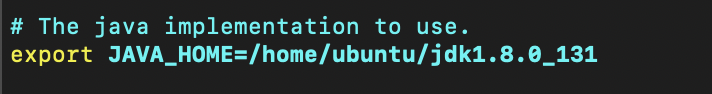 # The java implementation to use.
export JAVA_HOME=/home/ubuntu/jdk1.8.0_131